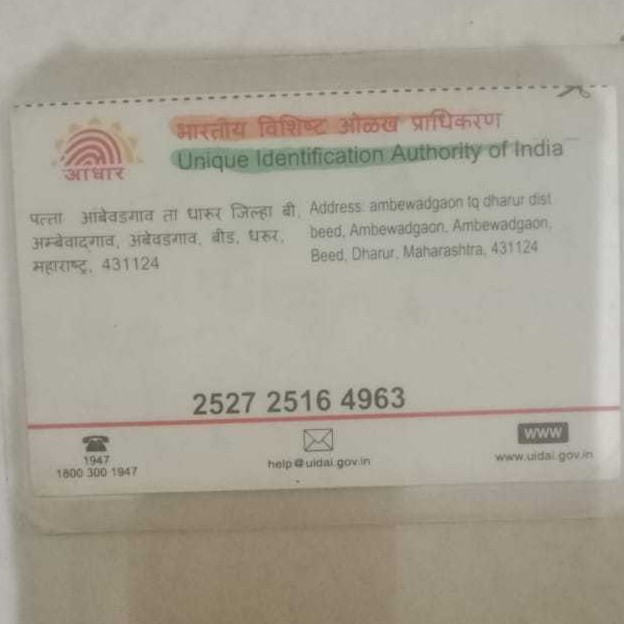 भारतीय विशिष्ट ओळख प्राधिकरण
Unique Identification Authority of India
आधार
पत्ता आंबेवडगाव ता धारूर जिल्हा बी,
अम्बेवाद्गाव, अंबेवडगाव, बीड, धरुर,
महाराष्ट्र, 431124
Address: ambewadgaon tq dharur dist
beed, Ambewadgaon, Ambewadgaon,
Beed, Dharur, Maharashtra, 431124
2527 2516 4963
1947
1800 300 1947
help@uidai.gov.in
WWW
www.uidai.gov.in